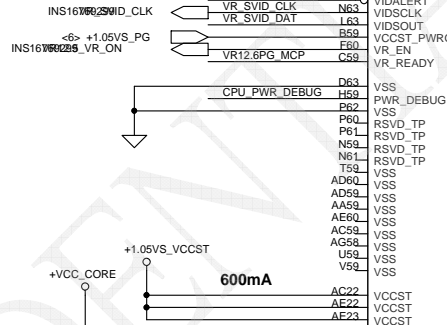 VIDALERT
VR_SVID_CLK N63 VIDSCLK
VR_SVID_DAT L63 VIDSOUT
<6> +1.05VS_PG B59 VCCST_PWRG
VR_ON F60 VR_EN
VR12.6PG_MCP C59 VR_READY
D63 VSS
CPU_PWR_DEBUG H59 PWR_DEBUG
P62 VSS
P60 RSVD_TP
P61 RSVD_TP
N59 RSVD_TP
N61 RSVD_TP
T59 VSS
AD60 VSS
AD59 VSS
AA59 VSS
AE60 VSS
AC59 VSS
AG58 VSS
U59 VSS
V59 VSS
+1.05VS_VCCST
+VCC_CORE
600mA
AC22 VCCST
AE22 VCCST
AE23 VCCST